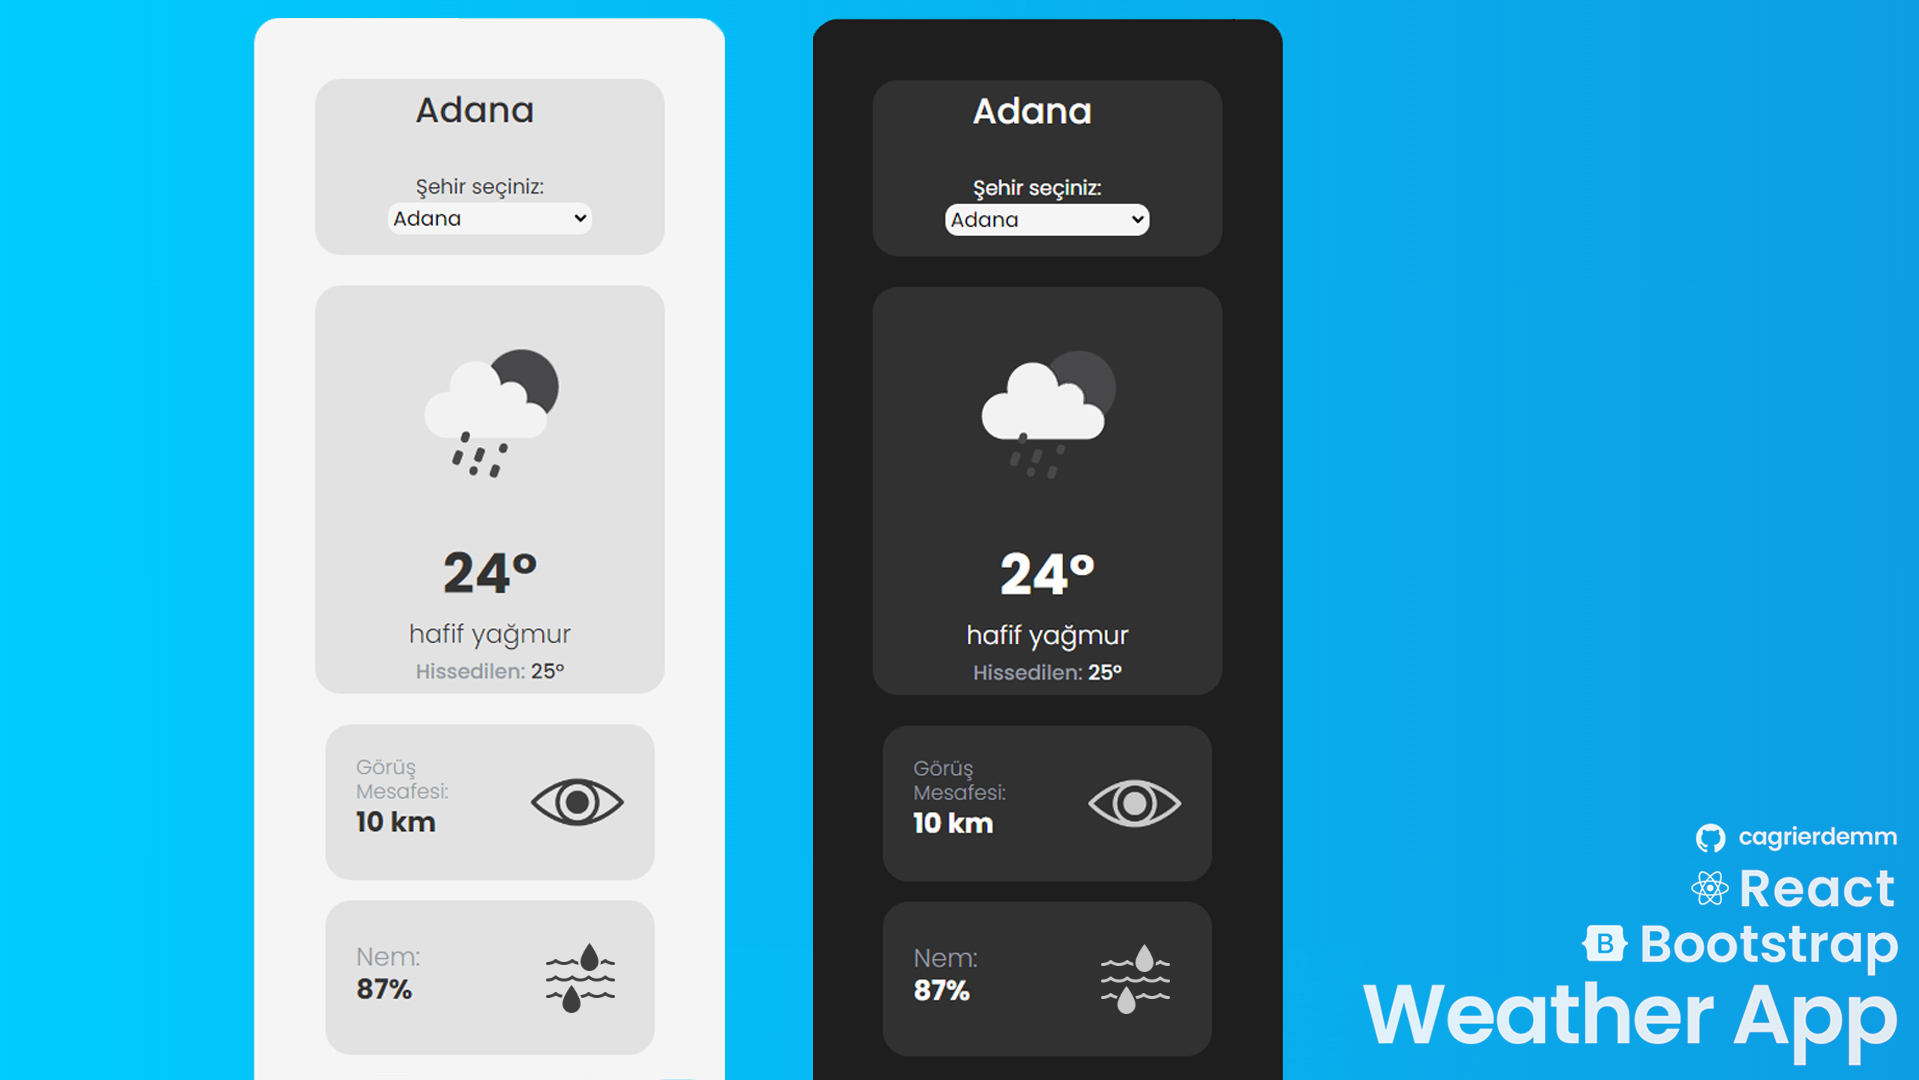 Adana
Şehir seçiniz:
Adana
24°
hafif yağmur
Hissedilen: 25°
Görüş
Mesafesi:
10 km
Nem:
87%
Adana
Şehir seçiniz:
Adana
24°
hafif yağmur
Hissedilen: 25°
Görüş
Mesafesi:
10 km
Nem:
87%
cagrierdemm
React
B Bootstrap
Weather App